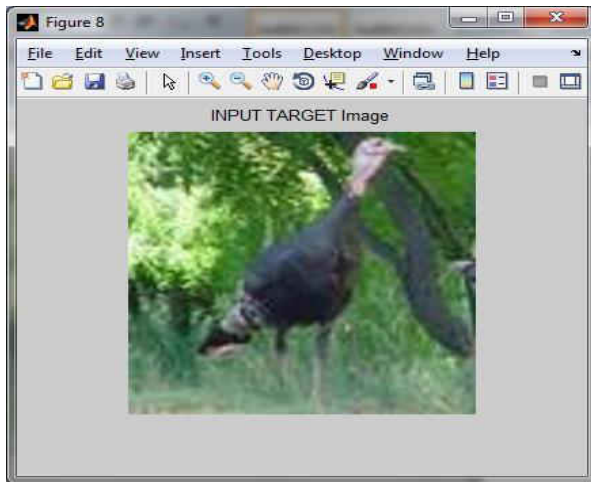 Figure 8
File Edit View Insert Tools Desktop Window Help
INPUT TARGET Image